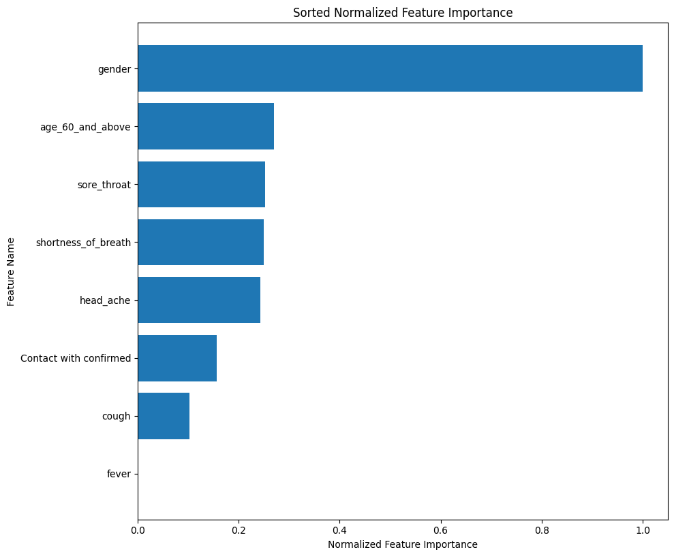 Sorted Normalized Feature Importance
gender
age_60_and_above
sore_throat
shortness_of_breath
head_ache
Contact with confirmed
cough
fever
Feature Name
0.0 0.2 0.4 0.6 0.8 1.0
Normalized Feature Importance